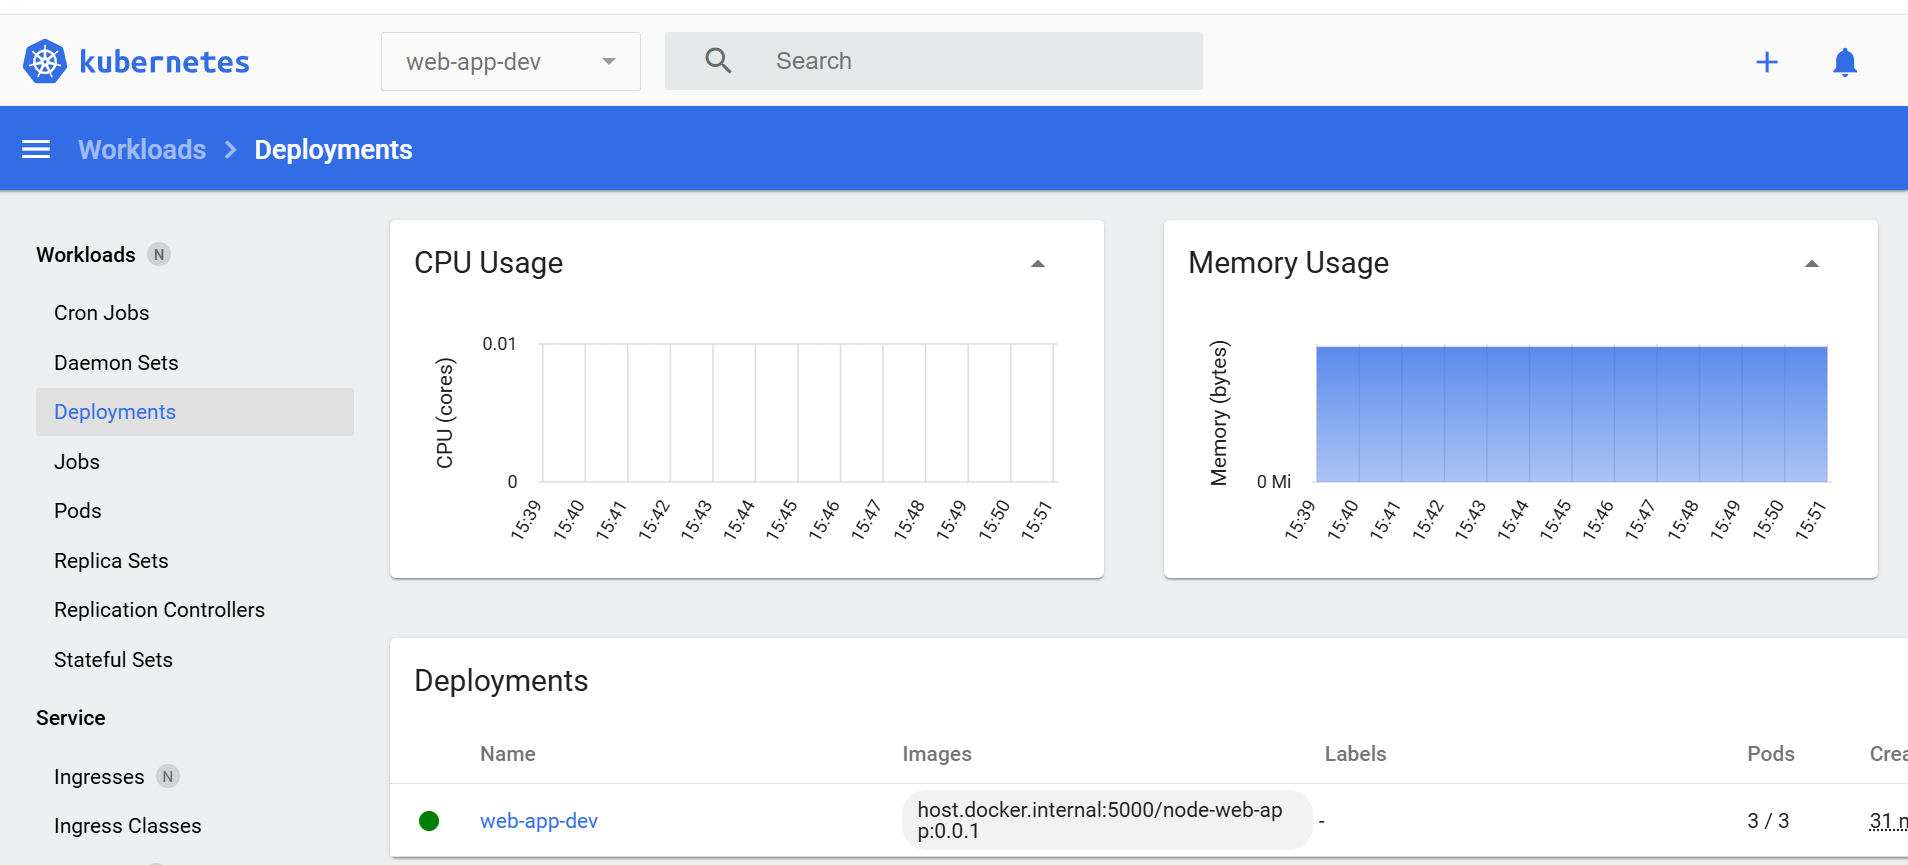 kubernetes
web-app-dev
Search
Workloads
Deployments
Workloads N
Cron Jobs
Daemon Sets
Deployments
Jobs
Pods
Replica Sets
Replication Controllers
Stateful Sets
Service
Ingresses N
Ingress Classes
CPU Usage
CPU (cores)
0.01
0
15:39 15:40 15:41 15:42 15:43 15:44 15:45 15:46 15:47 15:48 15:49 15:50 15:51
Memory Usage
Memory (bytes)
0 Mi
15:39 15:40 15:41 15:42 15:43 15:44 15:45 15:46 15:47 15:48 15:49 15:50 15:51
Deployments
Name Images Labels Pods
web-app-dev
host.docker.internal:5000/node-web-ap
p:0.0.1
-
3 / 3
31